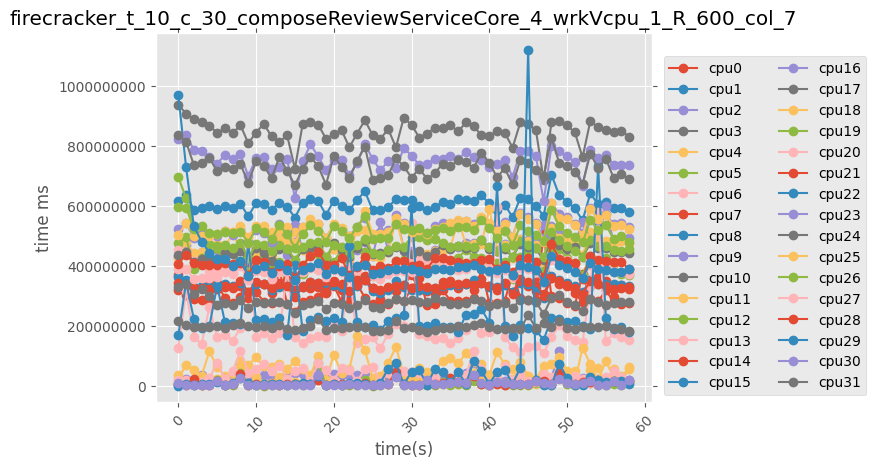 firecracker_t_10_c_30_composeReviewServiceCore_4_wrkVcpu_1_R_600_col_7
1000000000
800000000
600000000
400000000
200000000
0
time ms
0 10 20 30 40 50 60
time(s)
cpu0 cpu16
cpu1 cpu17
cpu2 cpu18
cpu3 cpu19
cpu4 cpu20
cpu5 cpu21
cpu6 cpu22
cpu7 cpu23
cpu8 cpu24
cpu9 cpu25
cpu10 cpu26
cpu11 cpu27
cpu12 cpu28
cpu13 cpu29
cpu14 cpu30
cpu15 cpu31